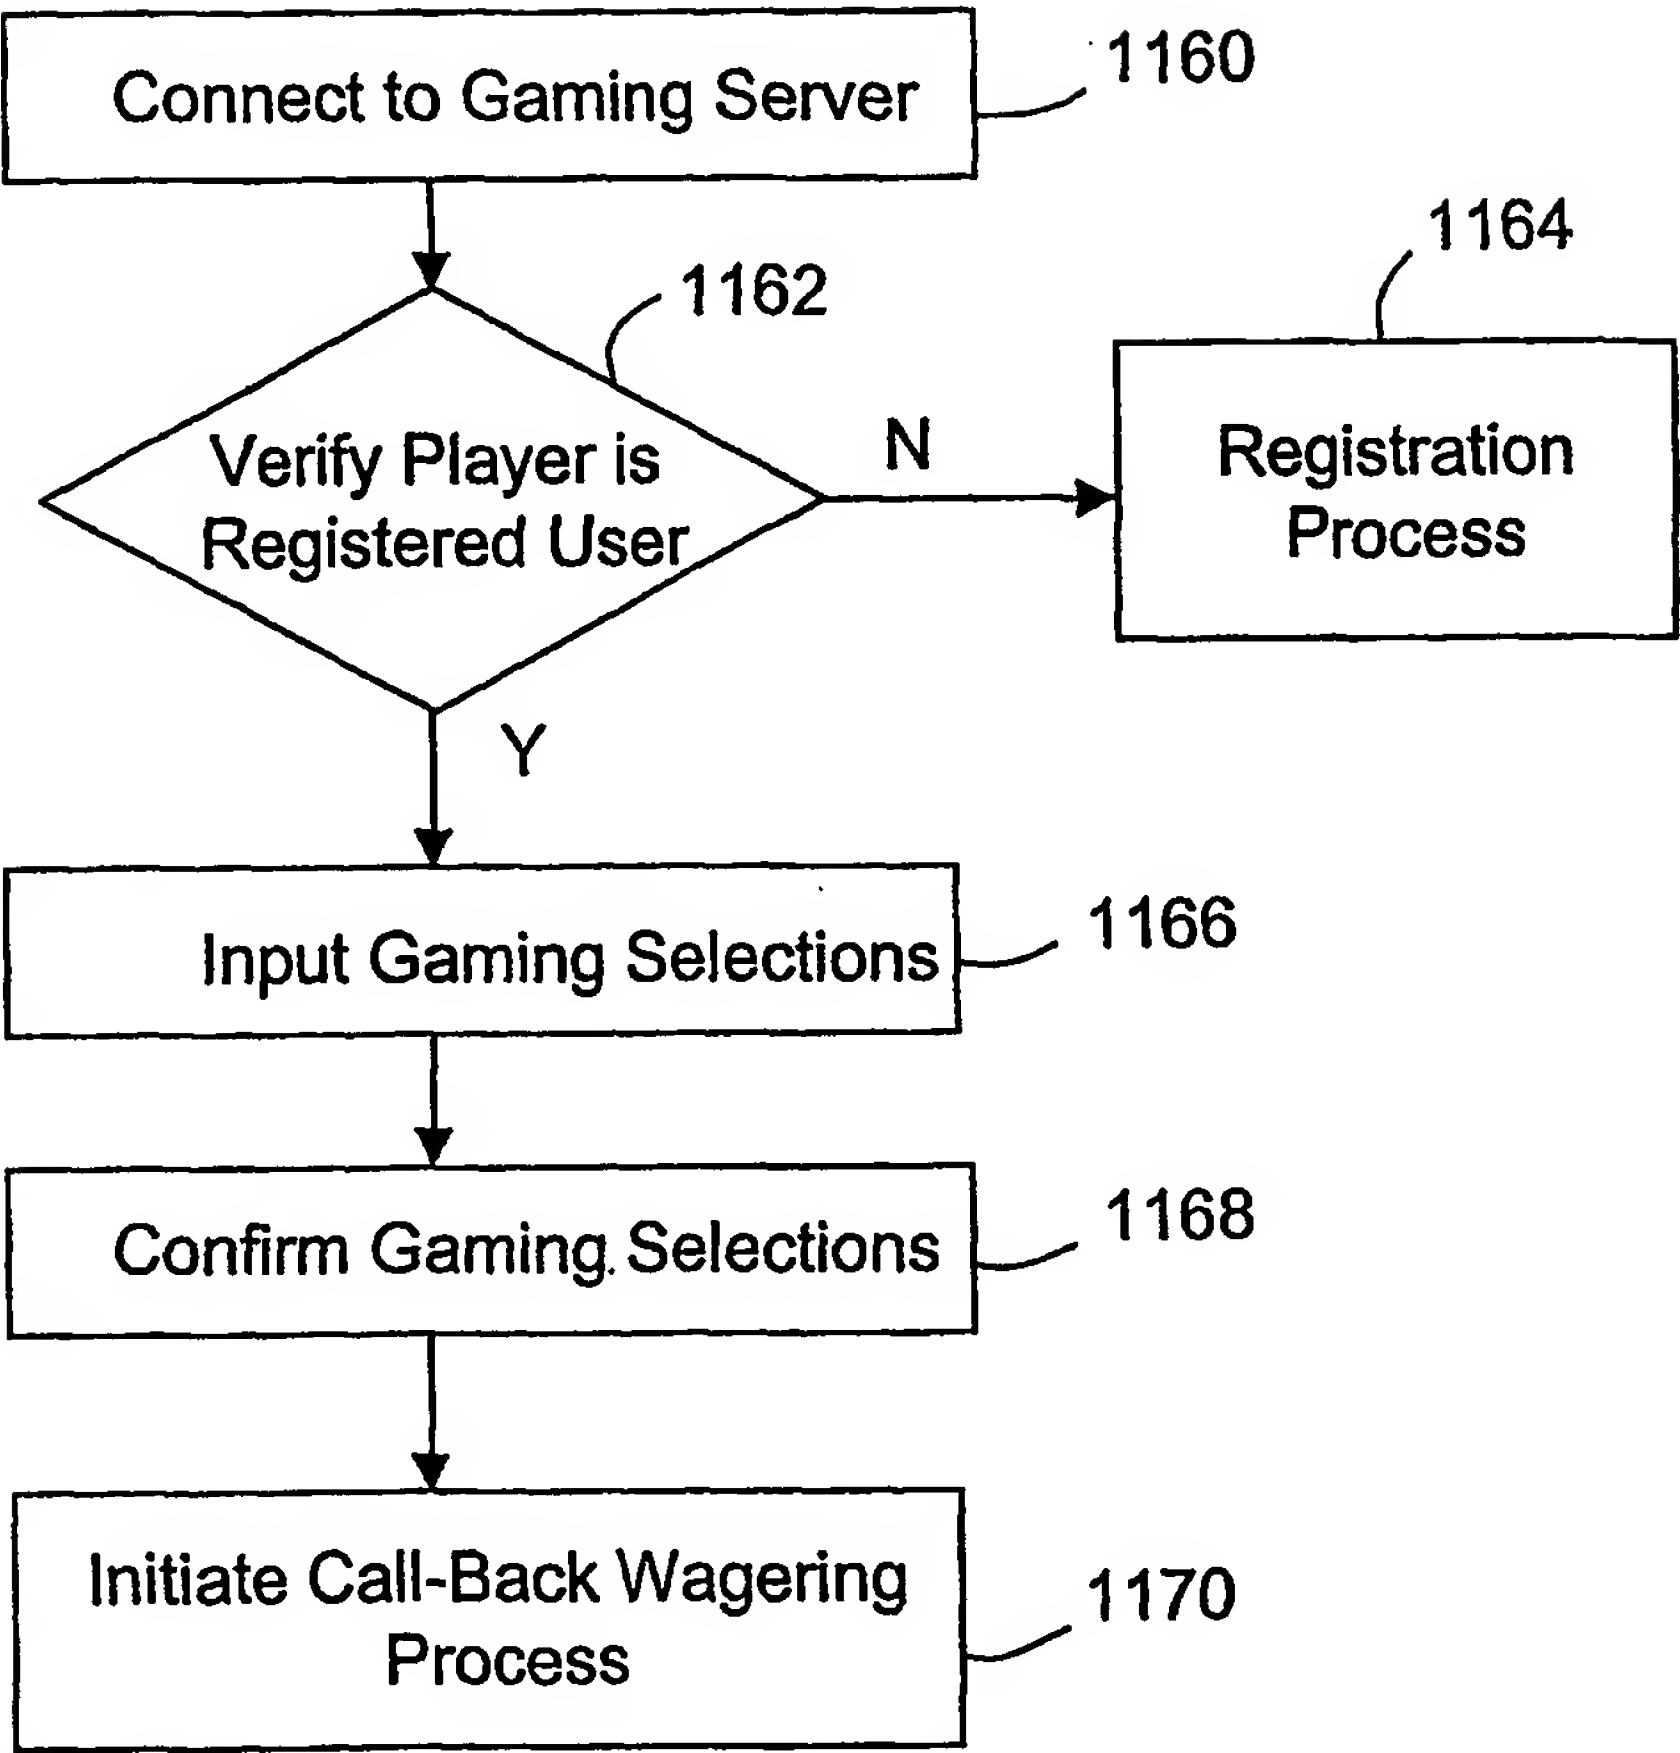 Connect to Gaming Server
1160
1162
1164
Verify Player is
Registered User
N
Registration
Process
Y
Input Gaming Selections
1166
Confirm Gaming Selections
1168
Initiate Call-Back Wagering
Process
1170